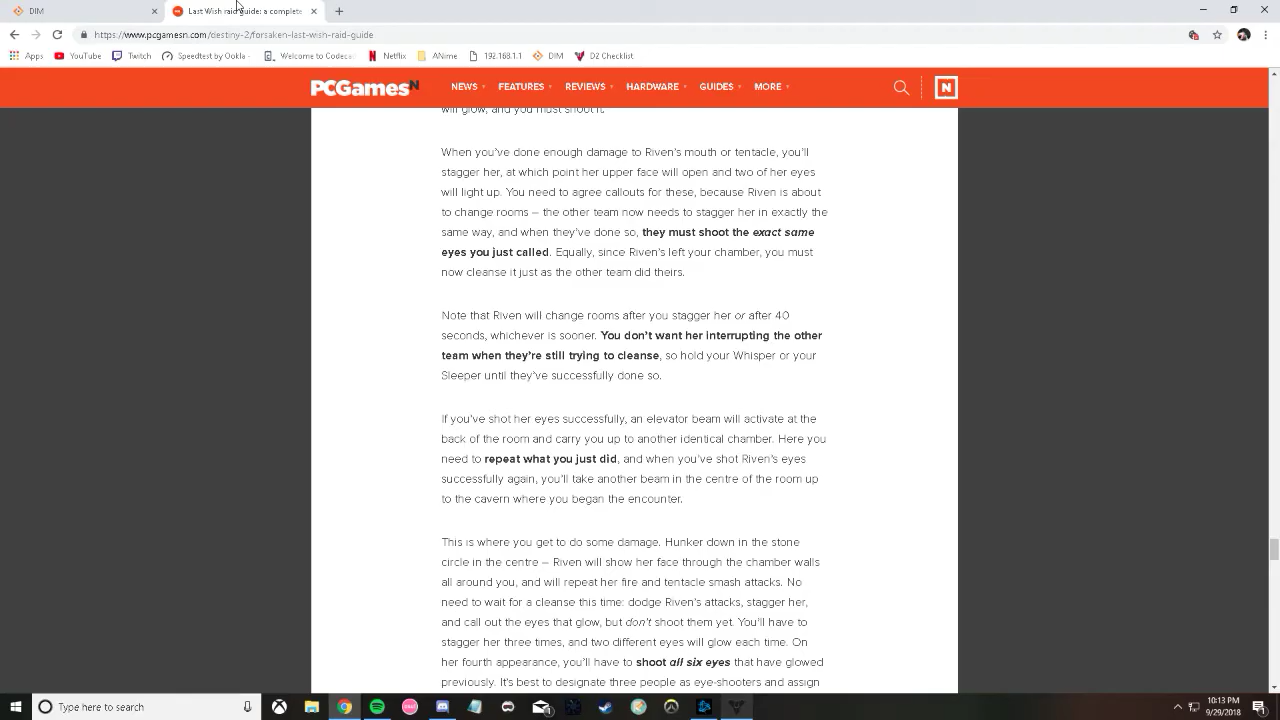 DIM
Last Wish raid guide: a complete
https://www.pcgamesn.com/destiny-2/forsaken-last-wish-raid-guide
Apps YouTube Twitch Speedtest by Ookla - Welcome to Codeca Netflix ANime 192.168.1.1 DIM D2 Checklist
PCGamesN NEWS FEATURES REVIEWS HARDWARE GUIDES MORE N
will glow, and you must shoot it.
When you've done enough damage to Riven's mouth or tentacle, you'll
stagger her, at which point her upper face will open and two of her eyes
will light up. You need to agree callouts for these, because Riven is about
to change rooms – the other team now needs to stagger her in exactly the
same way, and when they've done so, they must shoot the exact same
eyes you just called. Equally, since Riven's left your chamber, you must
now cleanse it just as the other team did theirs.
Note that Riven will change rooms after you stagger her or after 40
seconds, whichever is sooner. You don't want her interrupting the other
team when they're still trying to cleanse, so hold your Whisper or your
Sleeper until they've successfully done so.
If you've shot her eyes successfully, an elevator beam will activate at the
back of the room and carry you up to another identical chamber. Here you
need to repeat what you just did, and when you've shot Riven's eyes
successfully again, you'll take another beam in the centre of the room up
to the cavern where you began the encounter.
This is where you get to do some damage. Hunker down in the stone
circle in the centre – Riven will show her face through the chamber walls
all around you, and will repeat her fire and tentacle smash attacks. No
need to wait for a cleanse this time: dodge Riven's attacks, stagger her,
and call out the eyes that glow, but don't shoot them yet. You'll have to
stagger her three times, and two different eyes will glow each time. On
her fourth appearance, you'll have to shoot all six eyes that have glowed
previously. It's best to designate three people as eye-shooters and assign
Type here to search
10:13 PM
9/29/2018